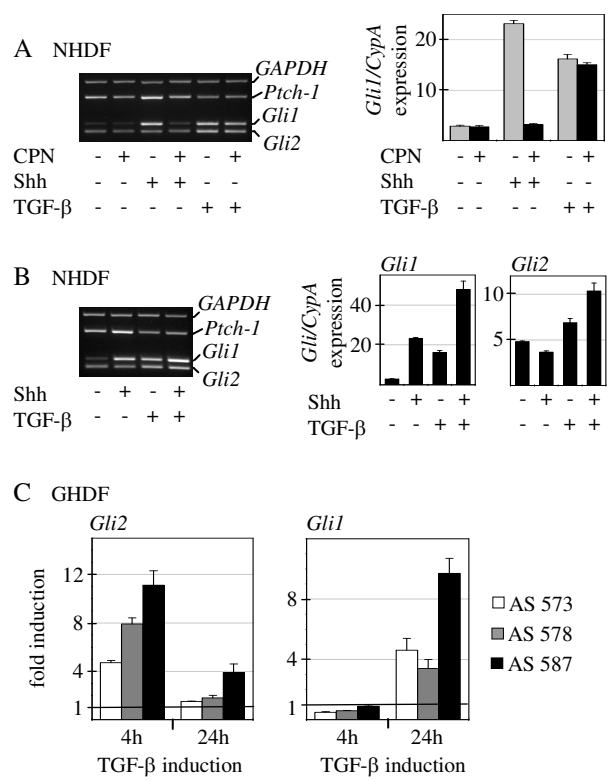 A NHDF
GAPDH
Ptch-1
Gli1
Gli2
CPN - + - + - +
Shh - - + + - -
TGF-β - - - - + +
Gli1/CypA
expression
20
10
CPN - + - + - +
Shh - - + + - -
TGF-β - - - - + +
B NHDF
GAPDH
Ptch-1
Gli1
Gli2
Shh - + - +
TGF-β - - + +
Gli1 Gli2
Gli/CypA
expression
40
20
10
5
Shh - + - + - + - +
TGF-β - - + + - - + +
C GHDF
Gli2 Gli1
fold induction
12
8
4
1
8
4
1
AS 573
AS 578
AS 587
4h 24h 4h 24h
TGF-β induction TGF-β induction